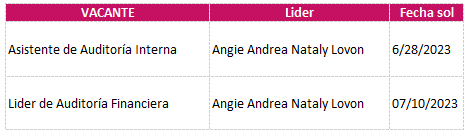 VACANTE Lider Fecha sol
Asistente de Auditoría Interna Angie Andrea Nataly Lovon 6/28/2023
Lider de Auditoría Financiera Angie Andrea Nataly Lovon 07/10/2023